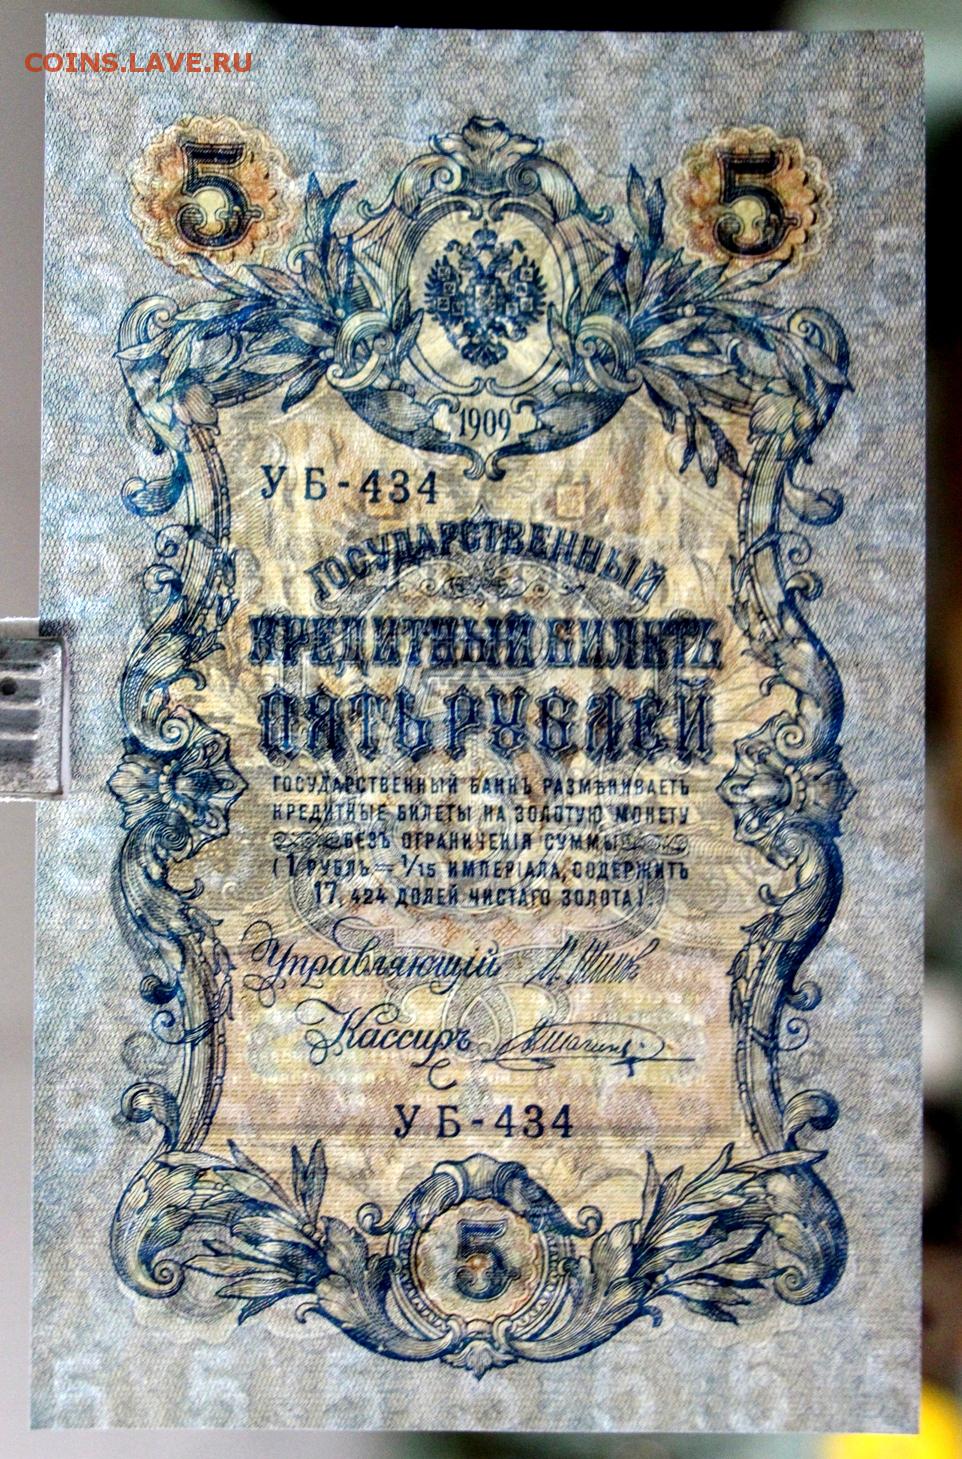 COINS.LAVE.RU
5 5
1909
УБ-434
ГОСУДАРСТВЕННЫЙ
КРЕДИТНЫЙ БИЛЕТЪ
ПЯТЬ РУБЛЕЙ
ГОСУДАРСТВЕННЫЙ БАНКЪ РАЗМѢНИВАЕТЪ
КРЕДИТНЫЕ БИЛЕТЫ НА ЗОЛОТУЮ МОНЕТУ
БЕЗЪ ОГРАНИЧЕНІЯ СУММЫ
(1 РУБЛЬ = 1/15 ИМПЕРІАЛА, СОДЕРЖИТЪ
17,424 ДОЛЕЙ ЧИСТАГО ЗОЛОТА).
Управляющій
Кассиръ
УБ-434
5